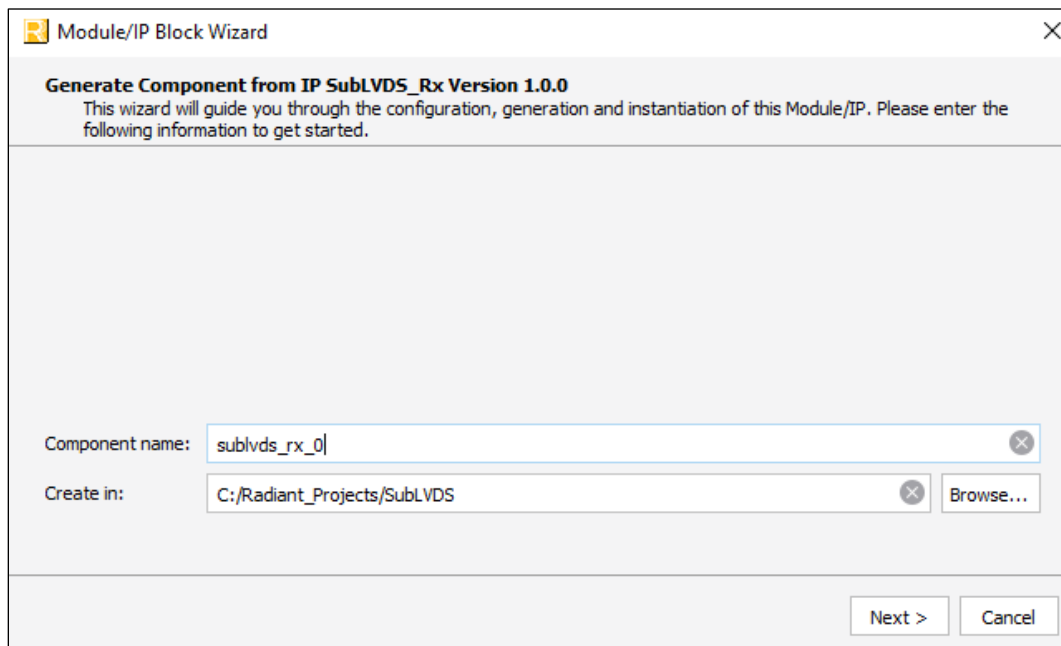 Module/IP Block Wizard
Generate Component from IP SubLVDS_Rx Version 1.0.0
This wizard will guide you through the configuration, generation and instantiation of this Module/IP. Please enter the
following information to get started.
Component name: sublvds_rx_0
Create in: C:/Radiant_Projects/SubLVDS Browse...
Next > Cancel